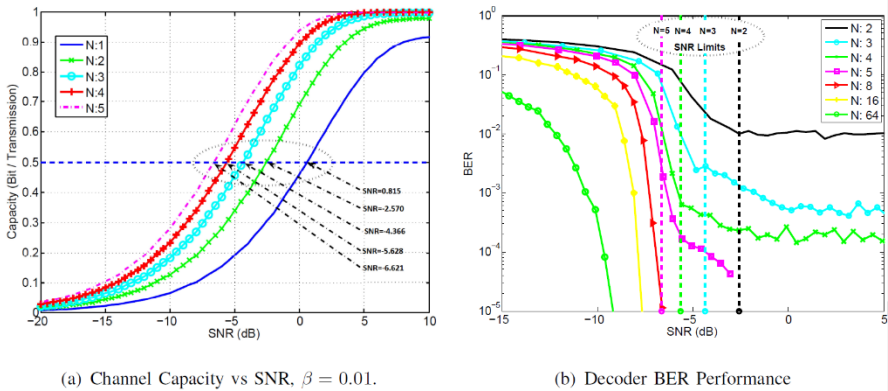 1
0.9
0.8
0.7
0.6
0.5
0.4
0.3
0.2
0.1
0
-20
-15
-10
-5
0
5
10
Capacity (Bit / Transmission)
SNR (dB)
N:1
N:2
N:3
N:4
N:5
SNR=0.815
SNR=-2.570
SNR=-4.366
SNR=-5.628
SNR=-6.621
(a) Channel Capacity vs SNR, β = 0.01.
10^0
10^-1
10^-2
10^-3
10^-4
10^-5
-15
-10
-5
0
5
BER
SNR (dB)
N=5 N=4 N=3 N=2
SNR Limits
N: 2
N: 3
N: 4
N: 5
N: 8
N: 16
N: 64
(b) Decoder BER Performance